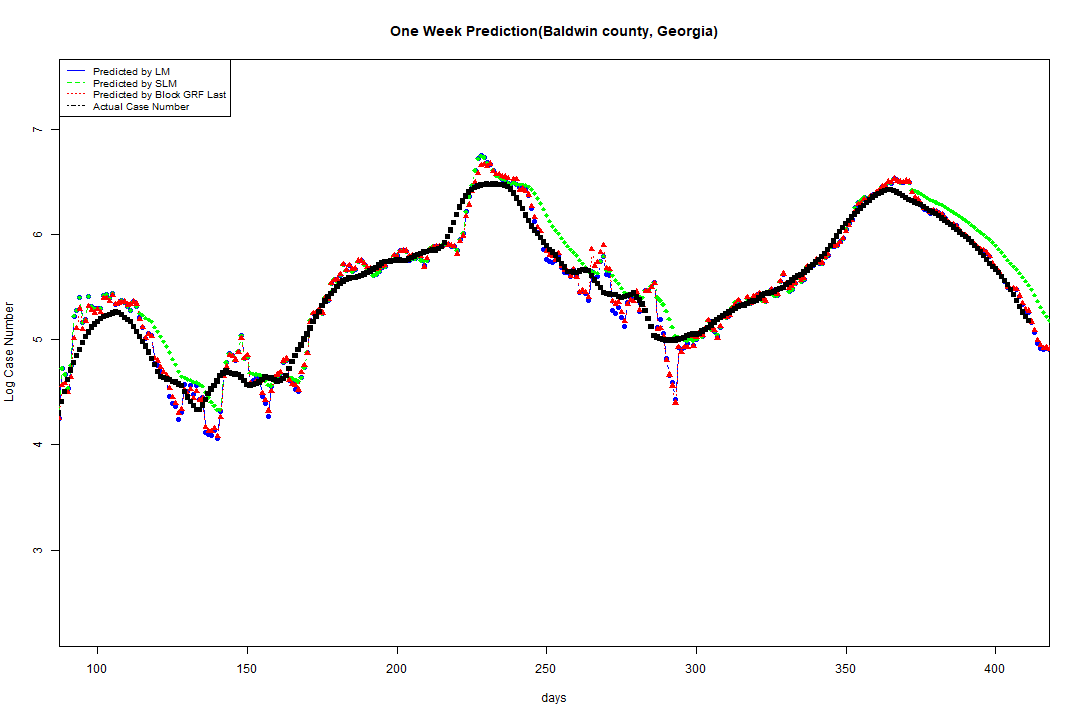 One Week Prediction(Baldwin county, Georgia)
Predicted by LM
Predicted by SLM
Predicted by Block GRF Last
Actual Case Number
Log Case Number
7
6
5
4
3
100 150 200 250 300 350 400
days